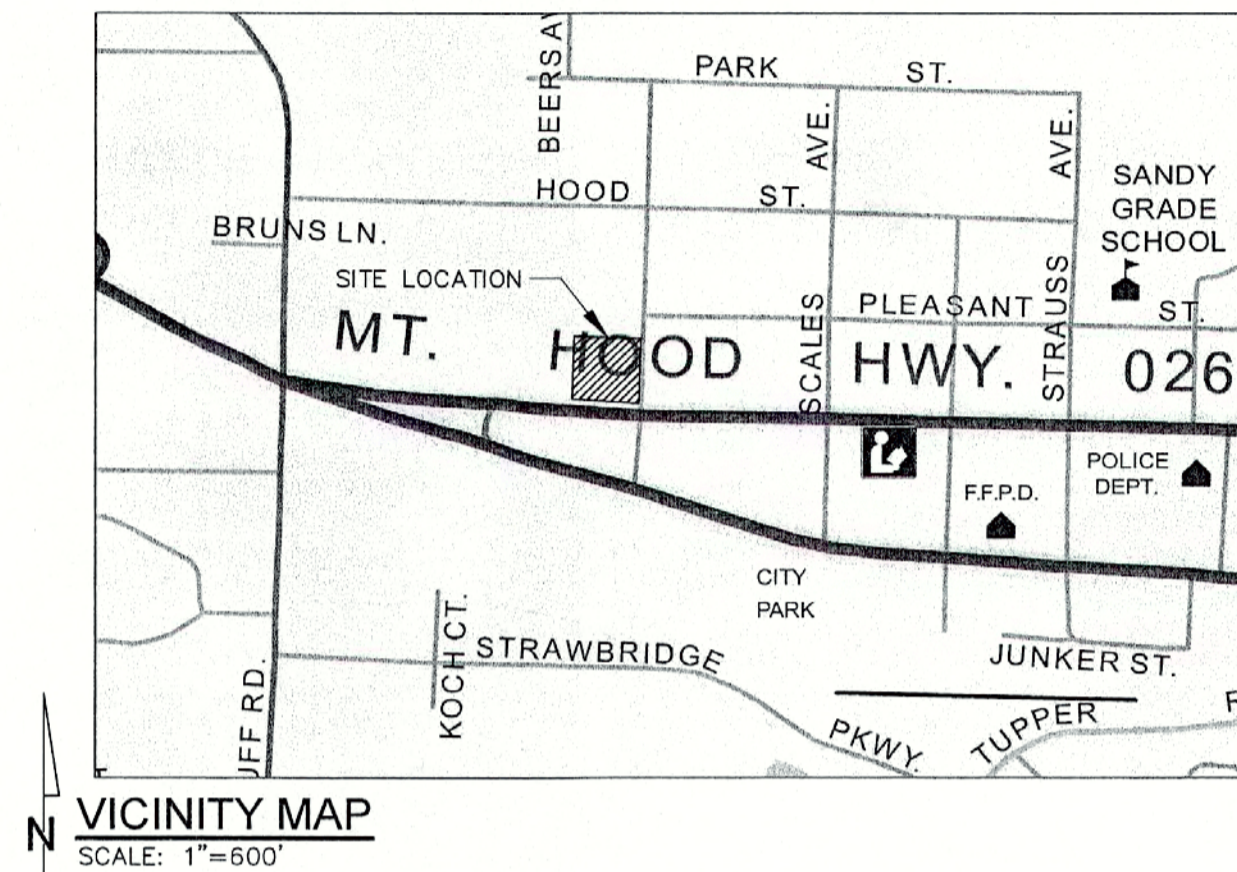 BEERS AV
PARK ST.
AVE.
AVE.
SANDY
GRADE
SCHOOL
HOOD ST.
BRUNS LN.
SITE LOCATION
SCALES
PLEASANT ST.
STRAUSS
MT. HOOD HWY. 026
POLICE
DEPT.
F.F.P.D.
CITY
PARK
KOCH CT.
STRAWBRIDGE
PKWY.
JUNKER ST.
TUPPER
UFF RD.
N
VICINITY MAP
SCALE: 1"=600'